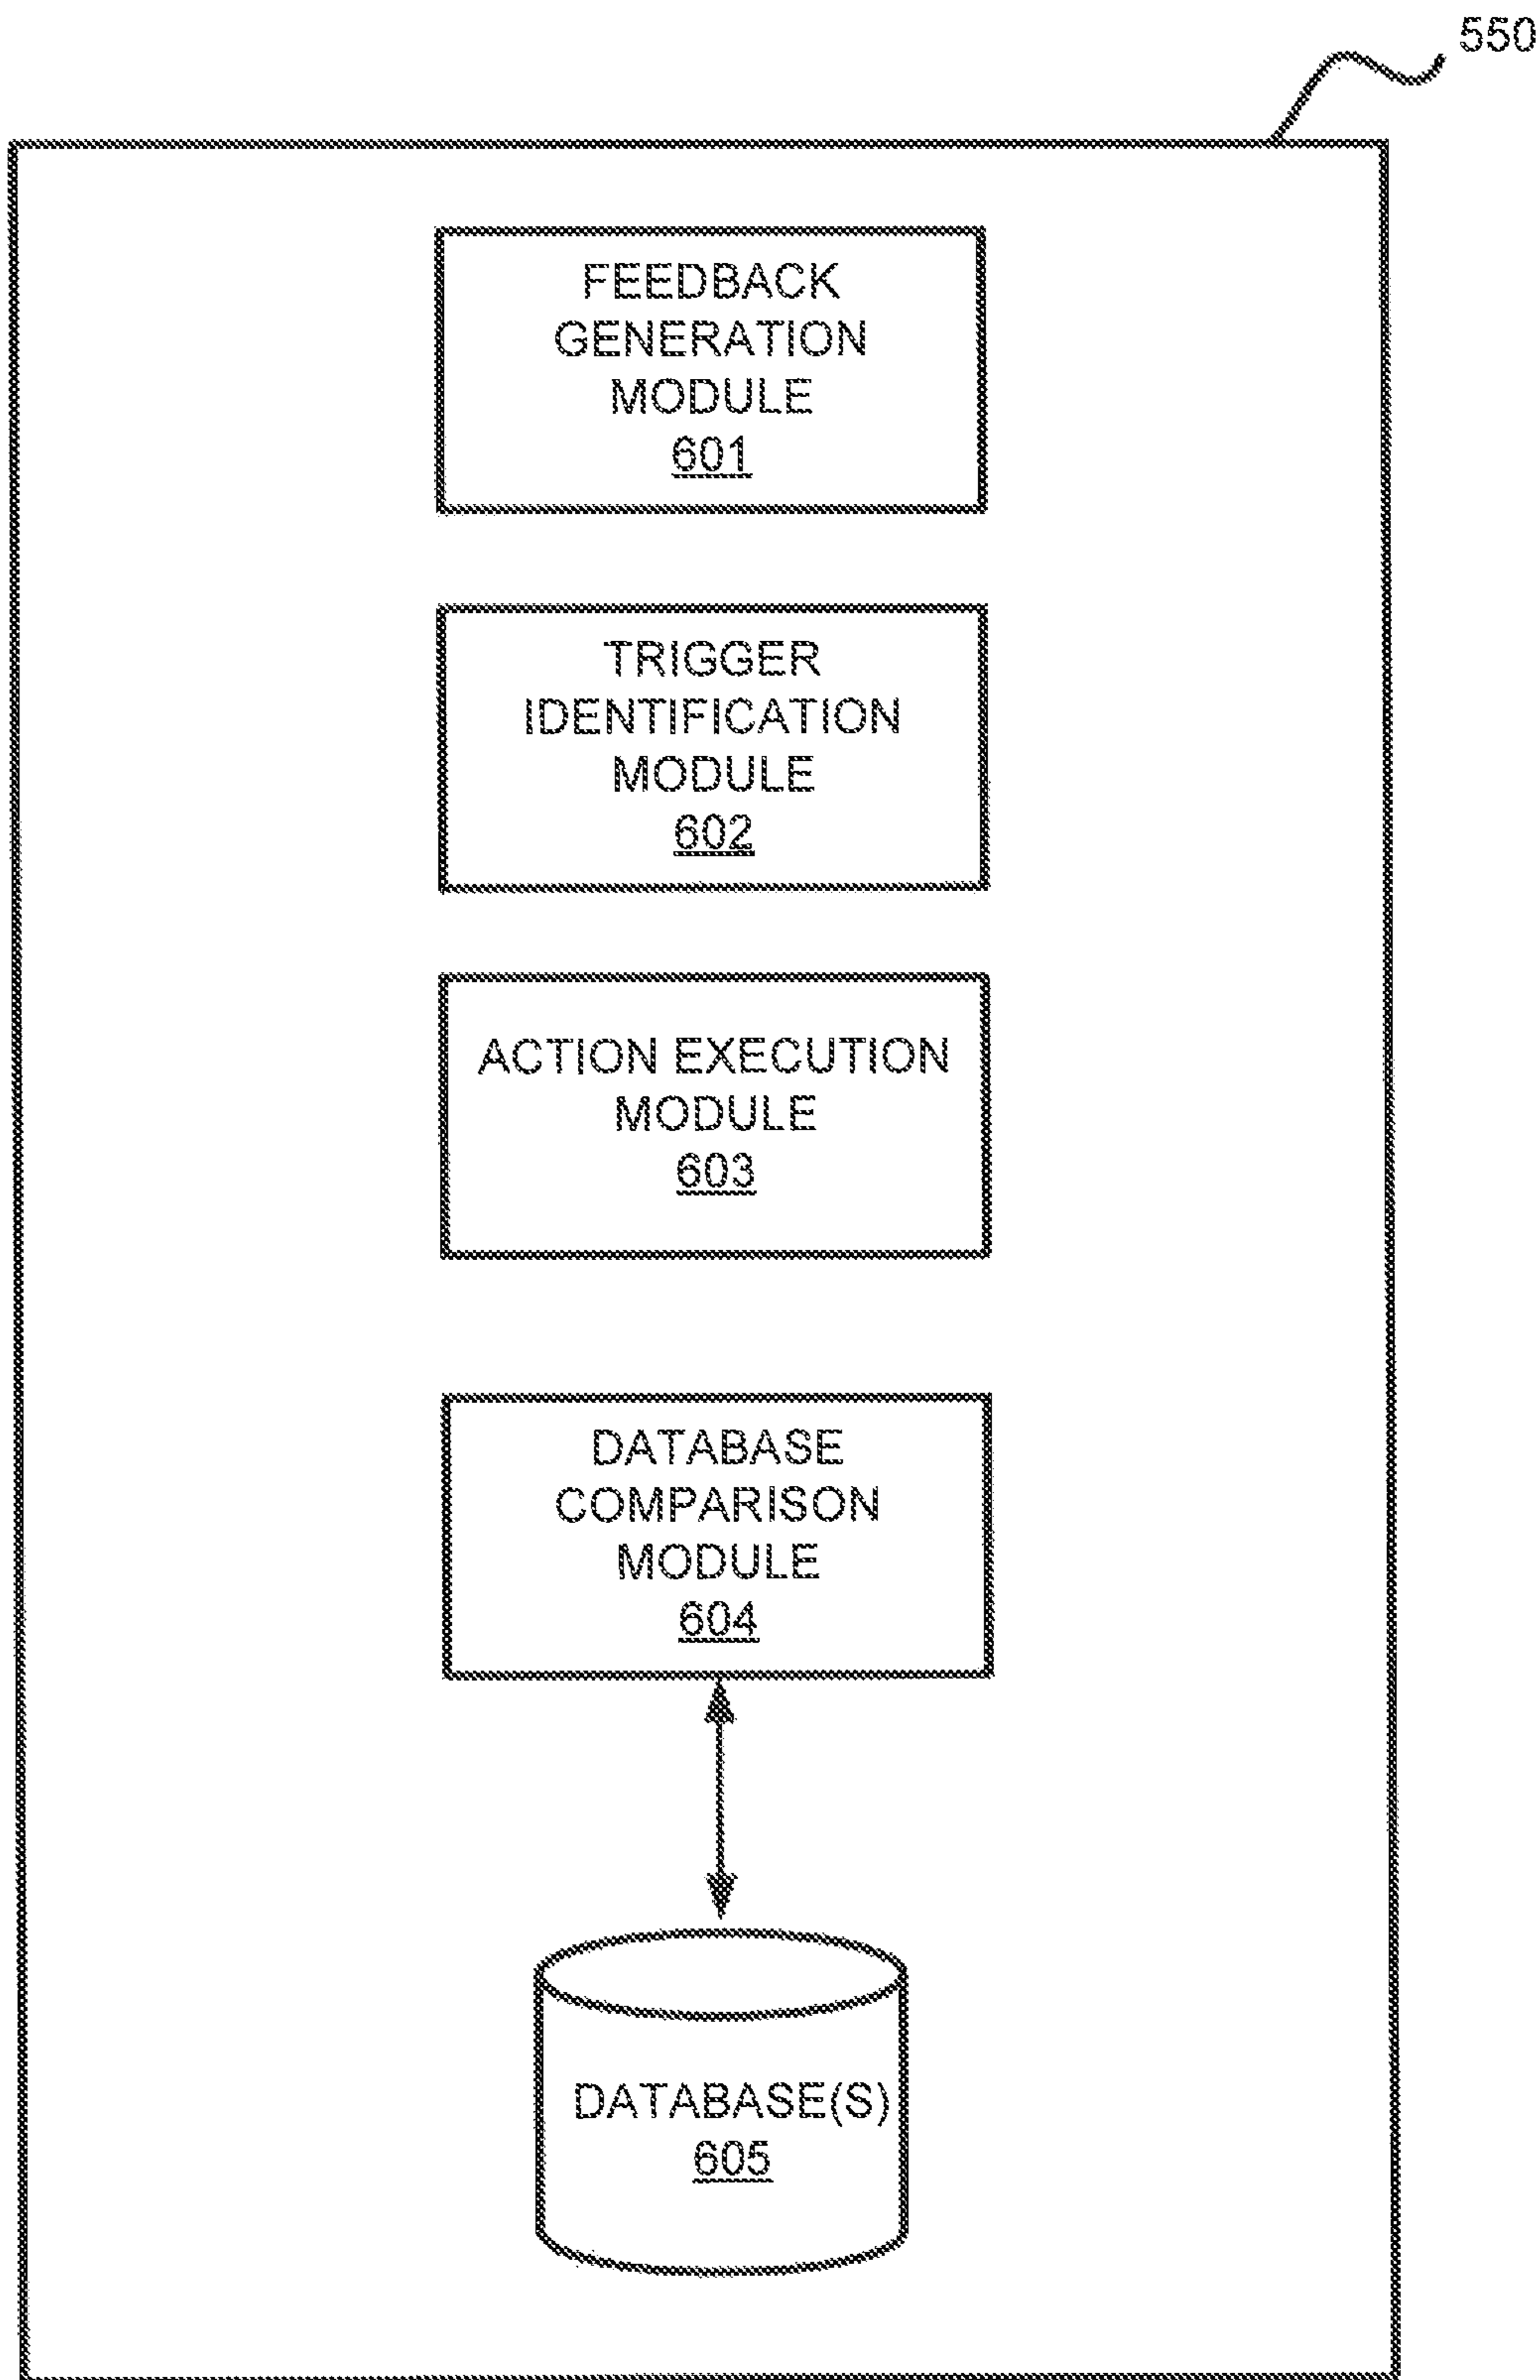 550
FEEDBACK
GENERATION
MODULE
601
TRIGGER
IDENTIFICATION
MODULE
602
ACTION EXECUTION
MODULE
603
DATABASE
COMPARISON
MODULE
604
DATABASE(S)
605